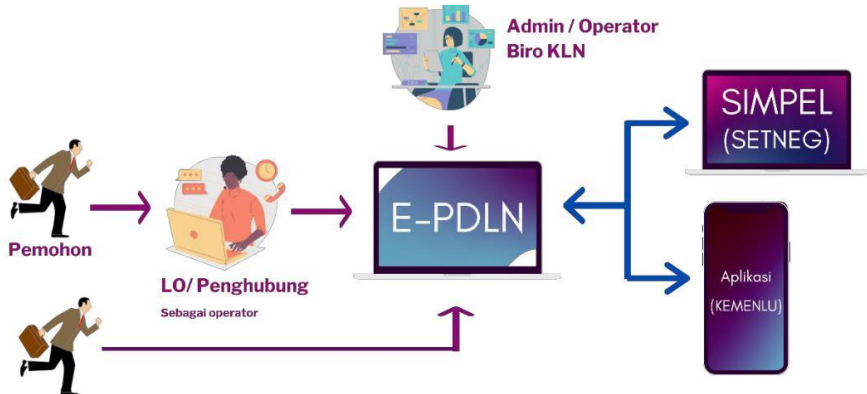 Admin / Operator
Biro KLN
SIMPEL
(SETNEG)
E-PDLN
Pemohon
LO/ Penghubung
Sebagai operator
Aplikasi
(KEMENLU)